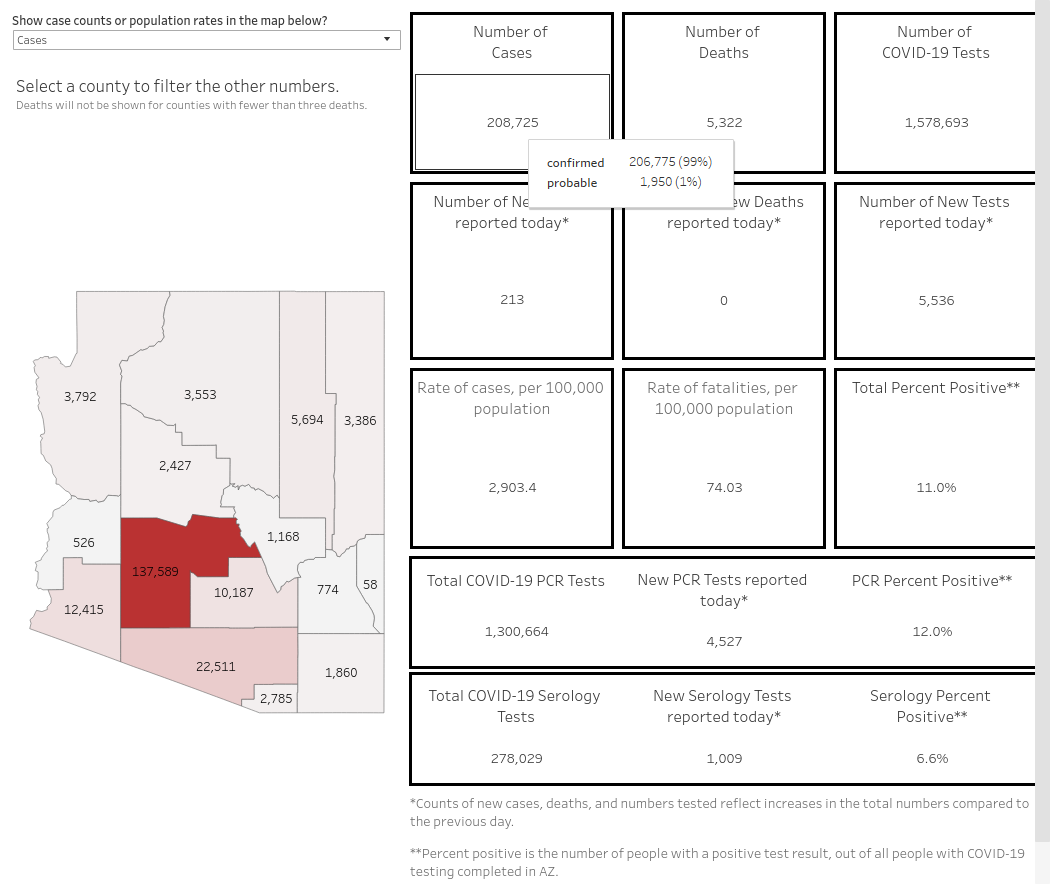 Show case counts or population rates in the map below?
Cases
Select a county to filter the other numbers.
Deaths will not be shown for counties with fewer than three deaths.
3,792
3,553
5,694
3,386
2,427
526
1,168
137,589
10,187
774
58
12,415
22,511
1,860
2,785
Number of
Cases
208,725
Number of
Deaths
5,322
Number of
COVID-19 Tests
1,578,693
confirmed 206,775 (99%)
probable 1,950 (1%)
Number of
reported today*
213
Deaths
reported today*
0
Number of New Tests
reported today*
5,536
Rate of cases, per 100,000
population
2,903.4
Rate of fatalities, per
100,000 population
74.03
Total Percent Positive**
11.0%
Total COVID-19 PCR Tests
1,300,664
New PCR Tests reported
today*
4,527
PCR Percent Positive**
12.0%
Total COVID-19 Serology
Tests
278,029
New Serology Tests
reported today*
1,009
Serology Percent
Positive**
6.6%
*Counts of new cases, deaths, and numbers tested reflect increases in the total numbers compared to
the previous day.
**Percent positive is the number of people with a positive test result, out of all people with COVID-19
testing completed in AZ.